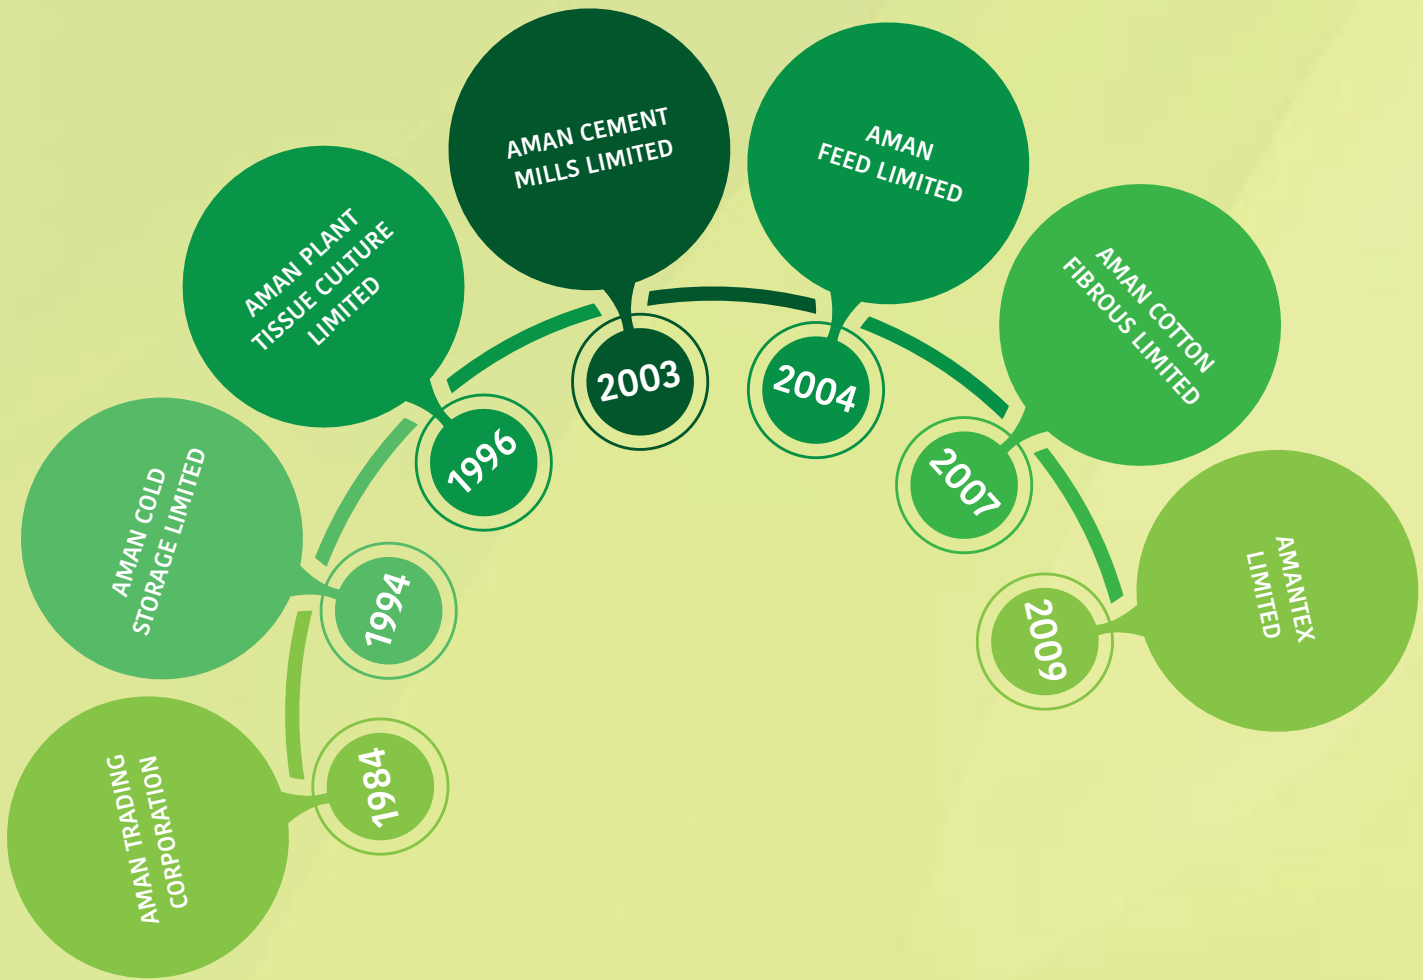 AMAN TRADING
CORPORATION
1984
AMAN COLD
STORAGE LIMITED
1994
AMAN PLANT
TISSUE CULTURE
LIMITED
1996
AMAN CEMENT
MILLS LIMITED
2003
AMAN
FEED LIMITED
2004
AMAN COTTON
FIBROUS LIMITED
2007
AMANTEX
LIMITED
2009